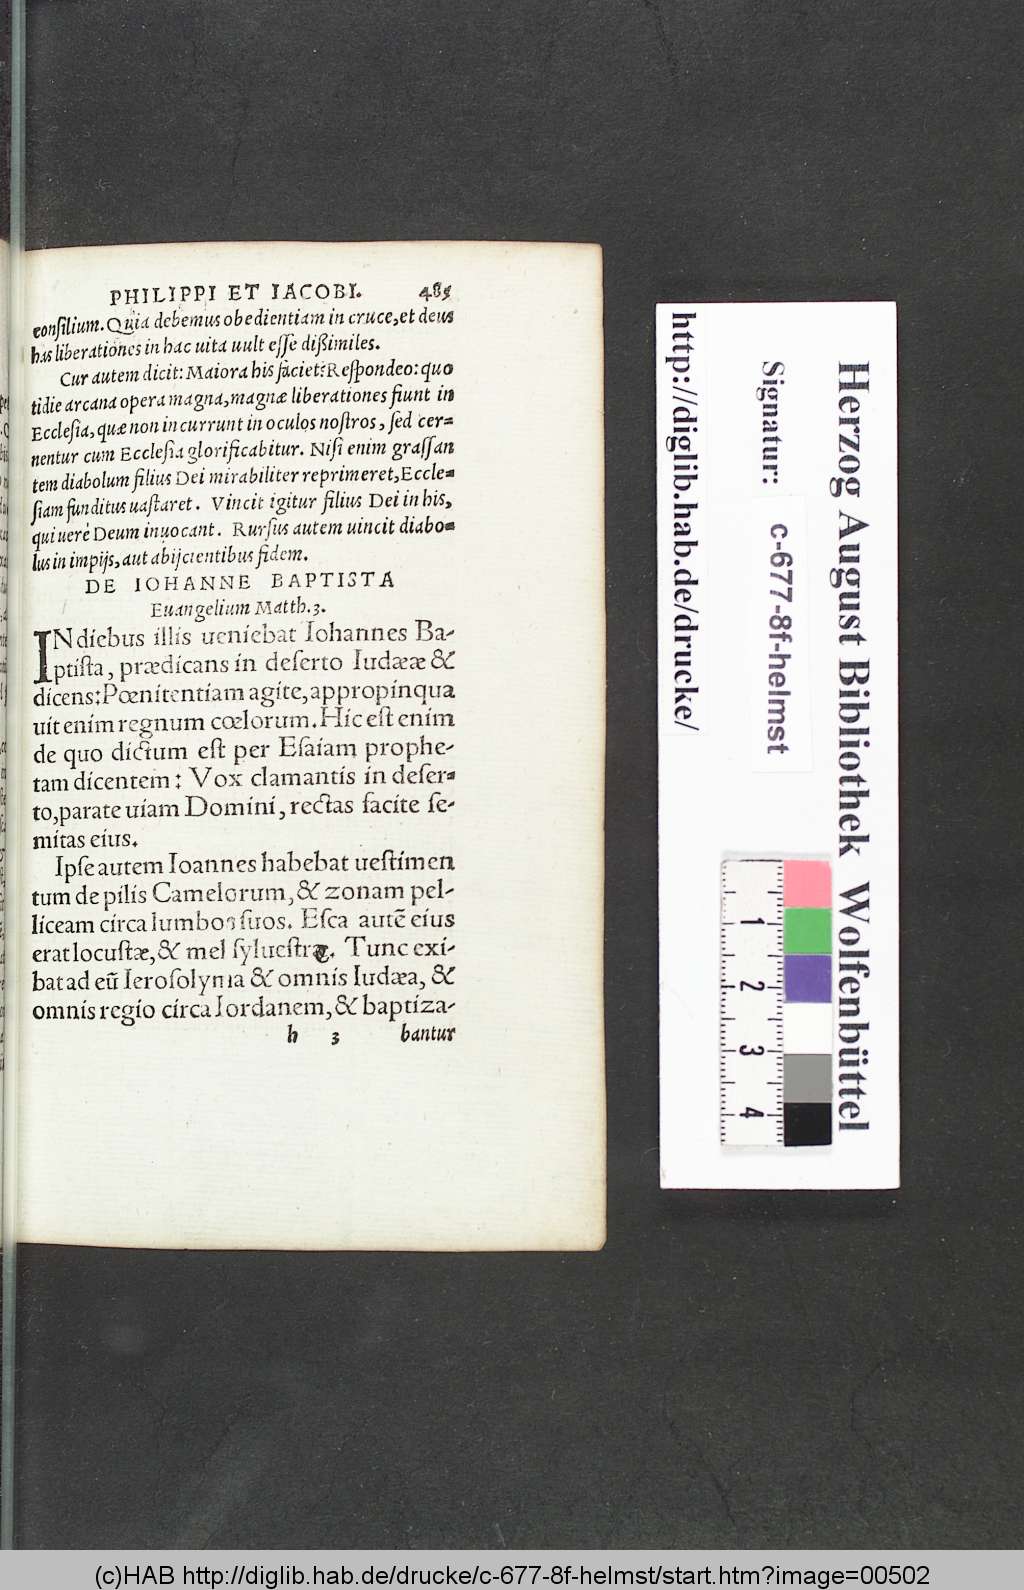 PHILIPPI ET IACOBI. 485
conſilium. Quia debemus obedientiam in cruce, et deus
has liberationes in hac uita uult eſſe dißimiles.
Cur autem dicit: Maiora his faciet? Reſpondeo: quo
tidie arcana opera magna, magnæ liberationes fiunt in
Eccleſia, quæ non incurrunt in oculos noſtros, ſed cer=
nentur cum Eccleſia glorificabitur. Niſi enim graſſan
tem diabolum filius Dei mirabiliter reprimeret, Eccle=
ſiam funditus uaſtaret. Vincit igitur filius Dei in his,
qui uerè Deum inuocant. Rurſus autem uincit diabo=
lus in impijs, aut abijcientibus fidem.
DE IOHANNE BAPTISTA
Euangelium Matth. 3.
IN diebus illis ueniebat Iohannes Ba-
ptiſta, prædicans in deſerto Iudææ &
dicens: Pœnitentiam agite, appropinqua
uit enim regnum cœlorum. Hic eſt enim
de quo dictum eſt per Eſaiam prophe-
tam dicentem: Vox clamantis in deſer=
to, parate uiam Domini, rectas facite ſe-
mitas eius.
Ipſe autem Ioannes habebat ueſtimen
tum de pilis Camelorum, & zonam pel-
liceam circa lumbos ſuos. Eſca autē eius
erat locuſtæ, & mel ſylueſtre. Tunc exi-
bat ad eū Ieroſolyma & omnis Iudæa, &
omnis regio circa Iordanem, & baptiza-
h 3 bantur
Herzog August Bibliothek Wolfenbüttel
Signatur: c-677-8f-helmst
http://diglib.hab.de/drucke/
1 2 3 4
(c)HAB http://diglib.hab.de/drucke/c-677-8f-helmst/start.htm?image=00502